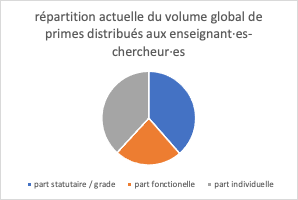 répartition actuelle du volume global de
primes distribués aux enseignant·es-
chercheur·es
part statutaire / grade part fonctionelle part individuelle